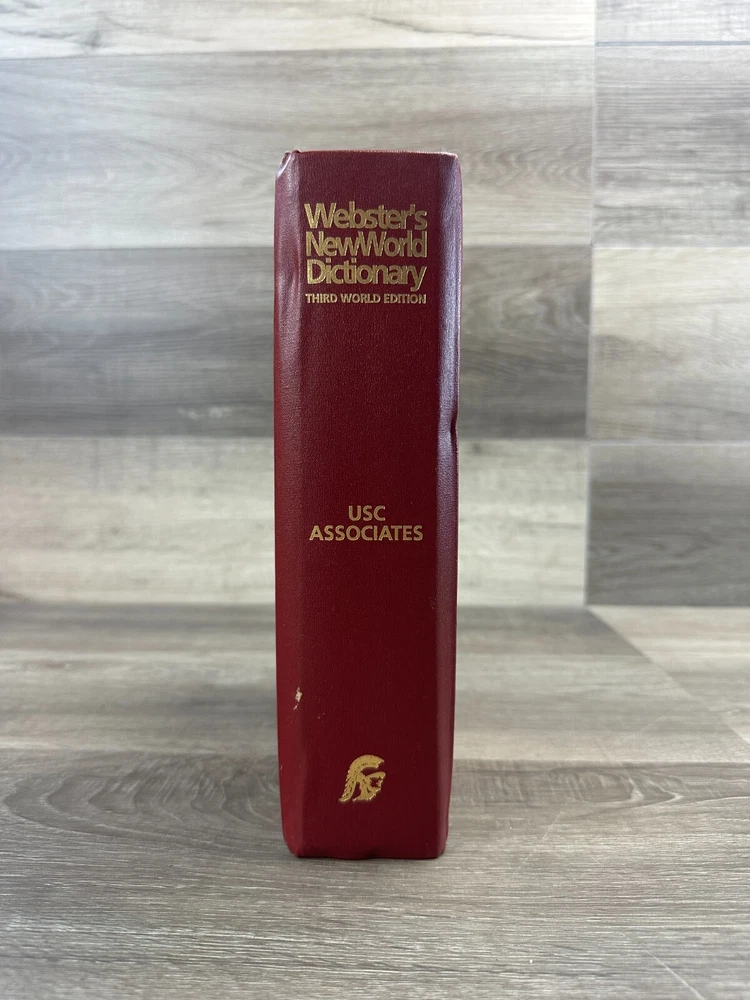 Webster's
NewWorld
Dictionary
THIRD WORLD EDITION
USC
ASSOCIATES